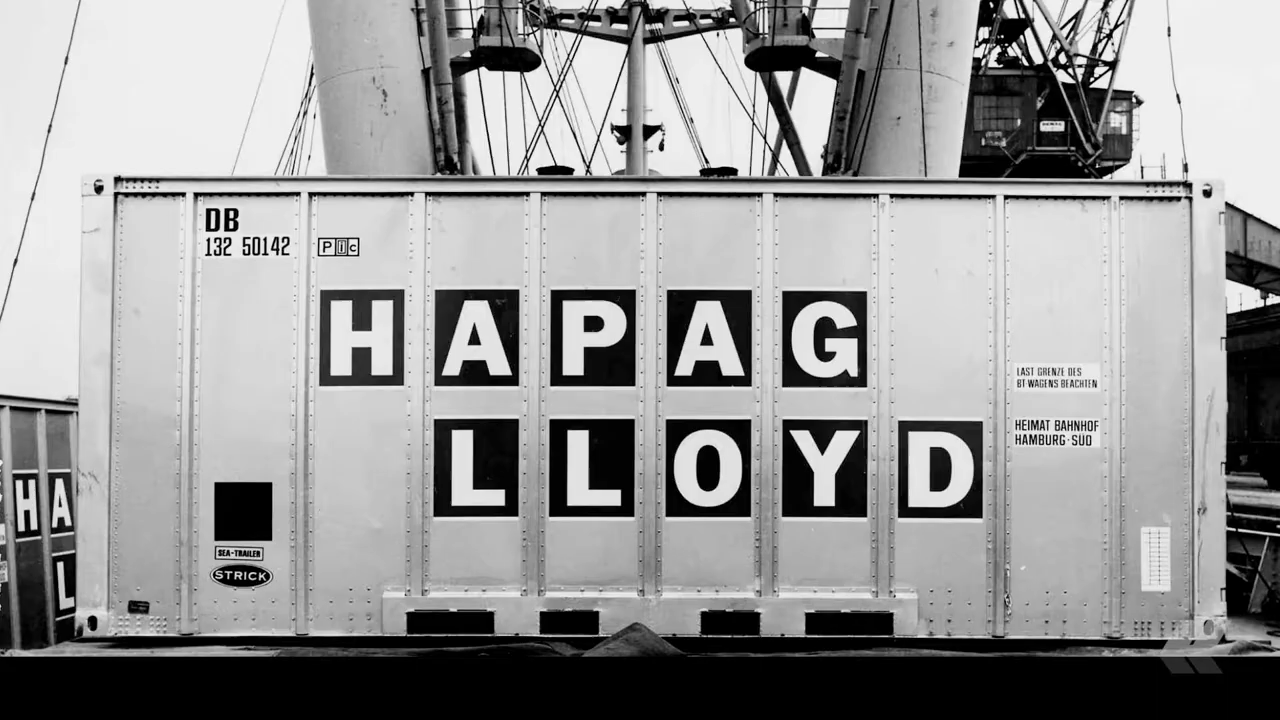 DB
132 50142
Pic
HAPAG
LLOYD
LAST GRENZE DES
BT-WAGENS BEACHTEN
HEIMAT BAHNHOF
HAMBURG-SÜD
SEA-TRAILER
STRICK
HA
L